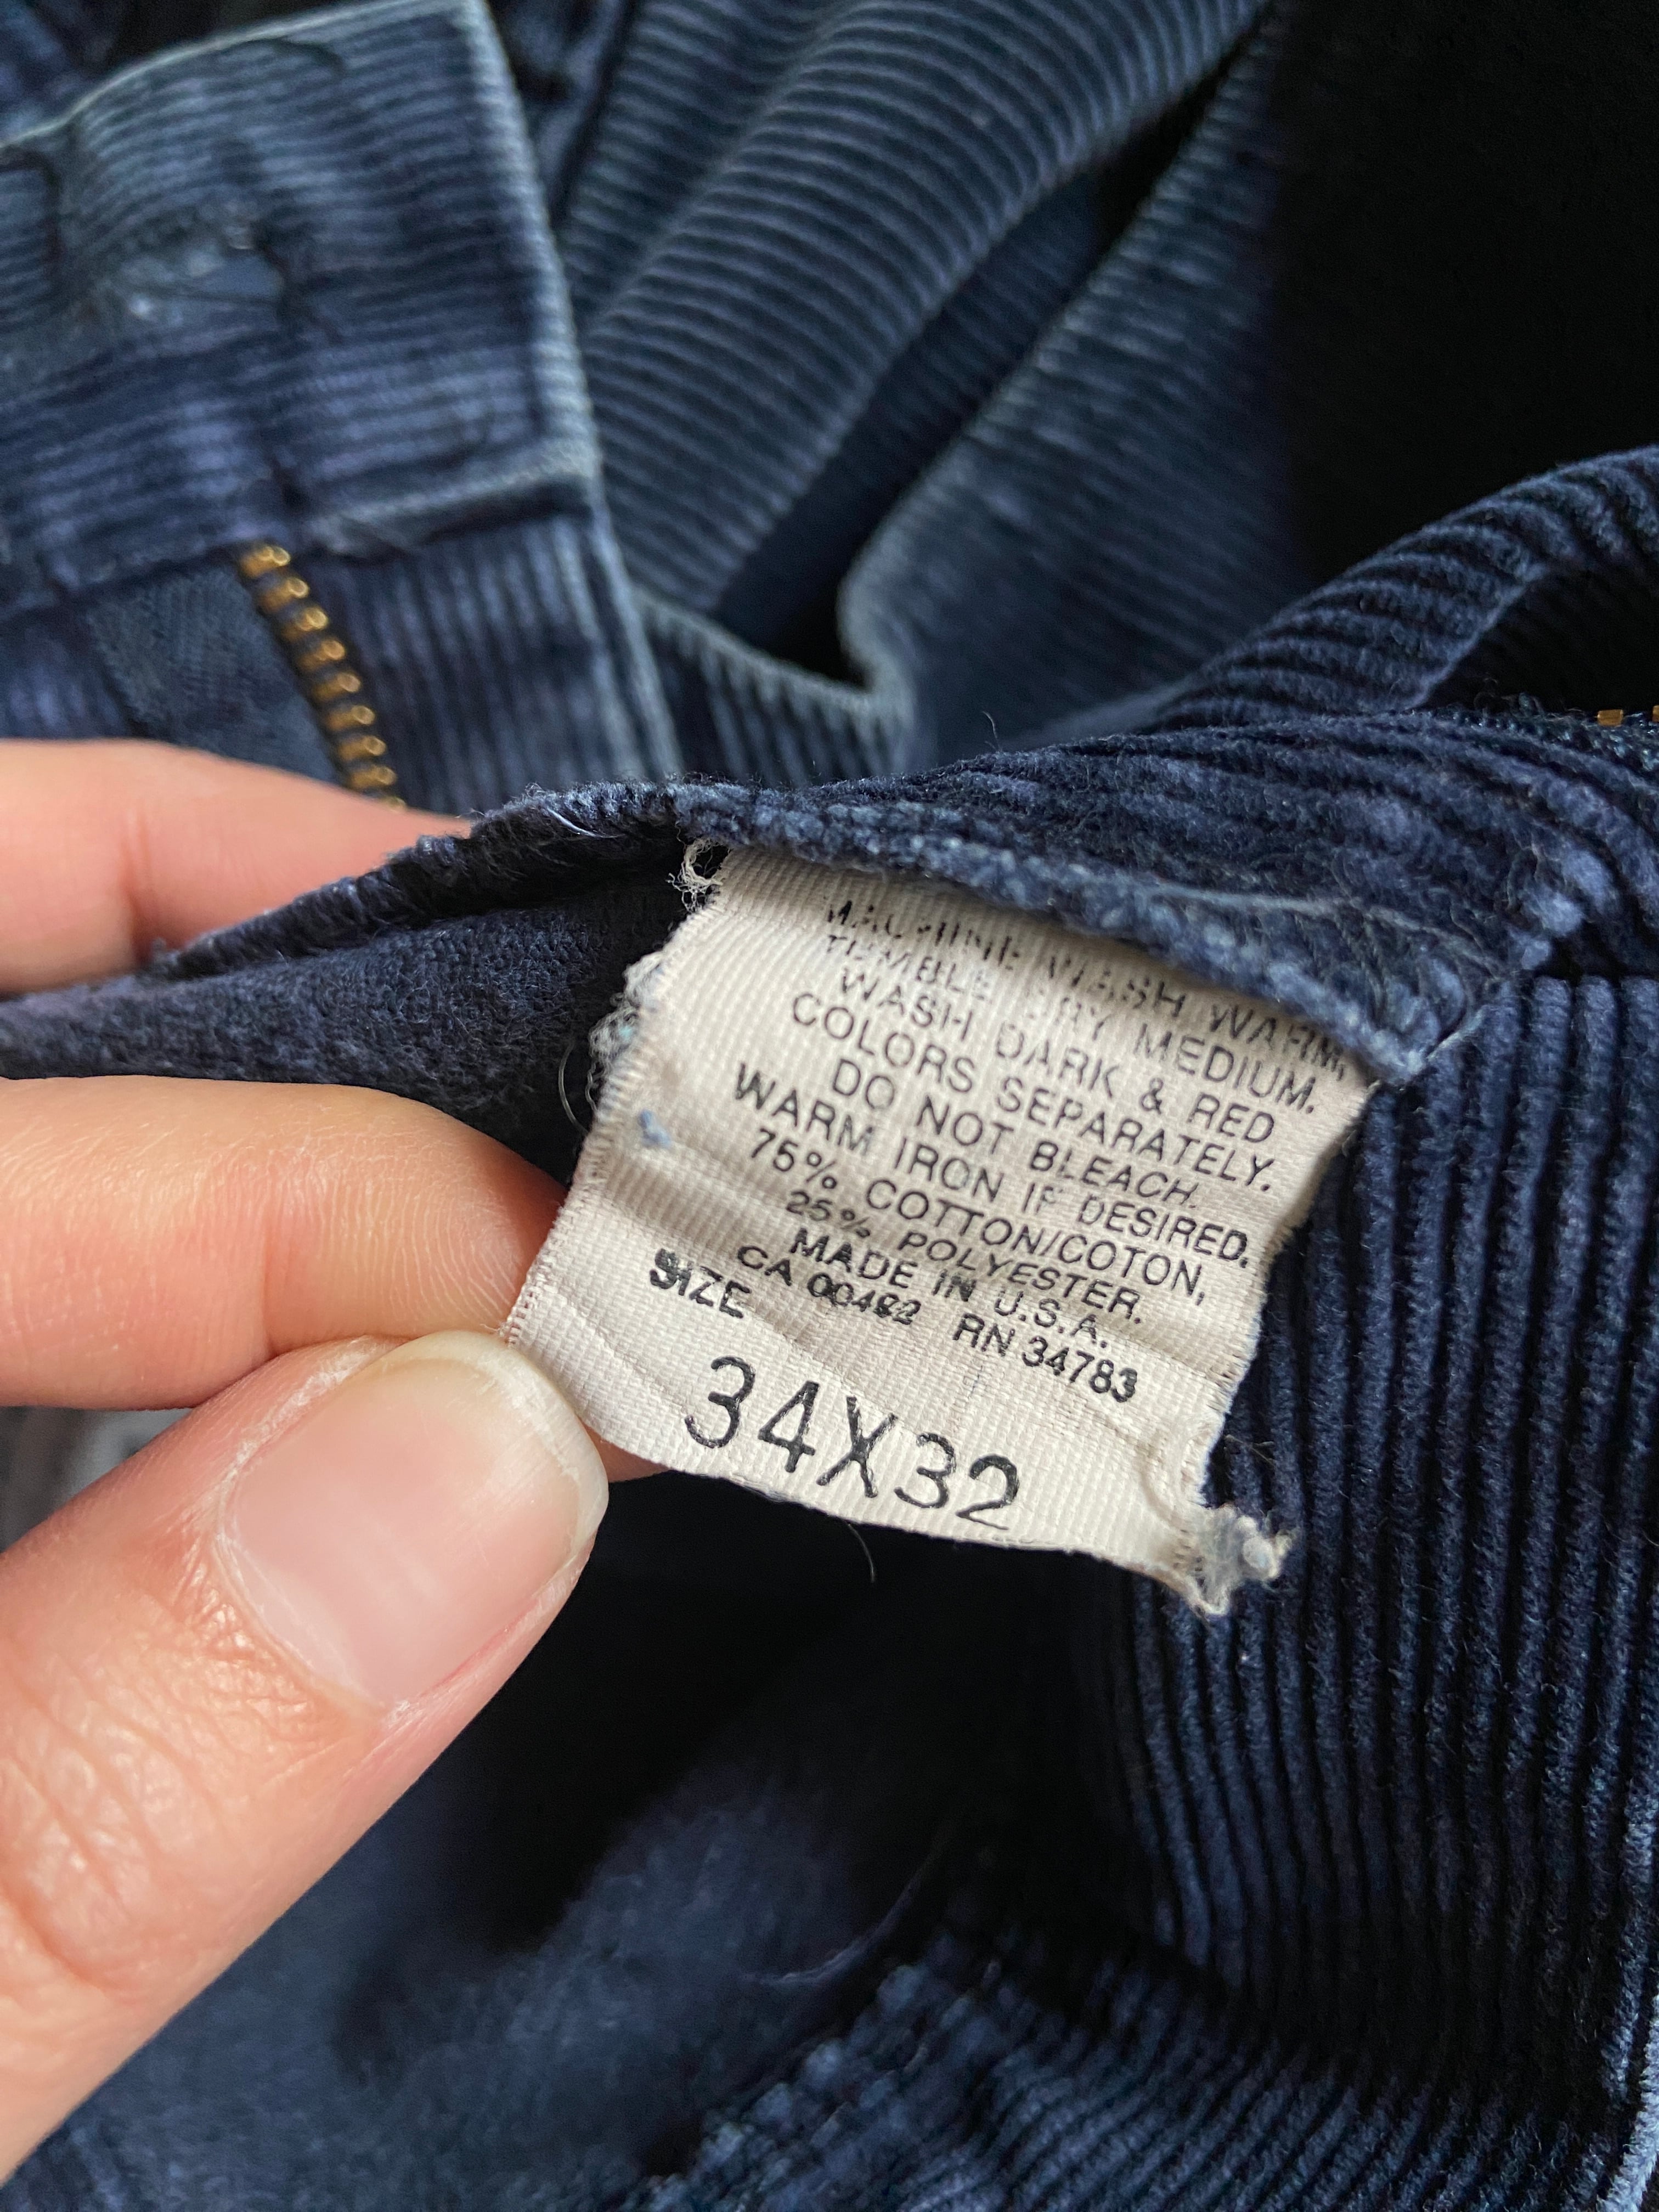 MACHINE WASH WARM,
TUMBLE DRY MEDIUM.
WASH DARK & RED
COLORS SEPARATELY.
DO NOT BLEACH.
WARM IRON IF DESIRED.
75% COTTON/COTON,
25% POLYESTER.
MADE IN U.S.A.
CA 00492 RN 34783
SIZE
34X32